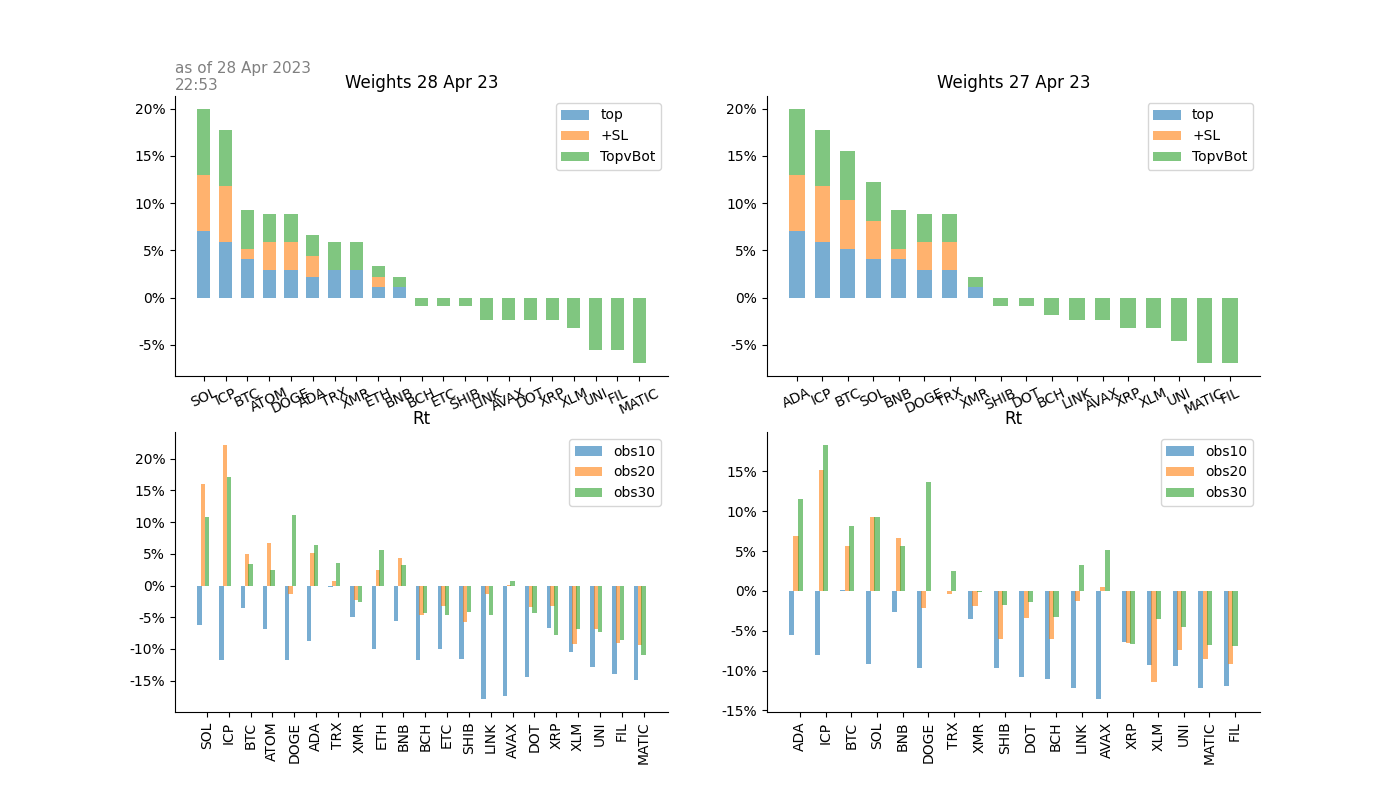 as of 28 Apr 2023
22:53
Weights 28 Apr 23
20%
15%
10%
5%
0%
-5%
top
+SL
TopvBot
SOL ICP BTC ATOM DOGE ADA TRX XMR ETH BNB BCH ETC SHIB LINK AVAX DOT XRP XLM UNI FIL MATIC
Weights 27 Apr 23
20%
15%
10%
5%
0%
-5%
top
+SL
TopvBot
ADA ICP BTC SOL BNB DOGE TRX XMR SHIB DOT BCH LINK AVAX XRP XLM UNI MATIC FIL
Rt
20%
15%
10%
5%
0%
-5%
-10%
-15%
obs10
obs20
obs30
SOL ICP BTC ATOM DOGE ADA TRX XMR ETH BNB BCH ETC SHIB LINK AVAX DOT XRP XLM UNI FIL MATIC
Rt
15%
10%
5%
0%
-5%
-10%
-15%
obs10
obs20
obs30
ADA ICP BTC SOL BNB DOGE TRX XMR SHIB DOT BCH LINK AVAX XRP XLM UNI MATIC FIL